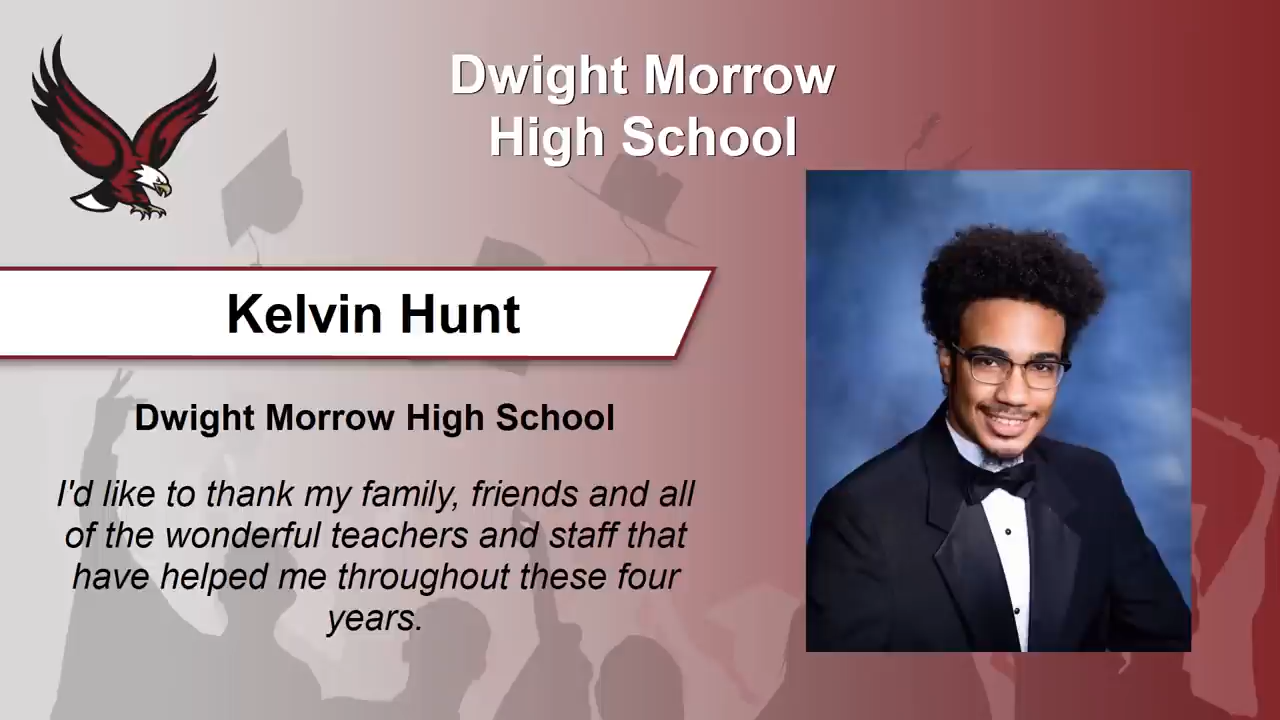 Dwight Morrow
High School
Kelvin Hunt
Dwight Morrow High School
I'd like to thank my family, friends and all
of the wonderful teachers and staff that
have helped me throughout these four
years.